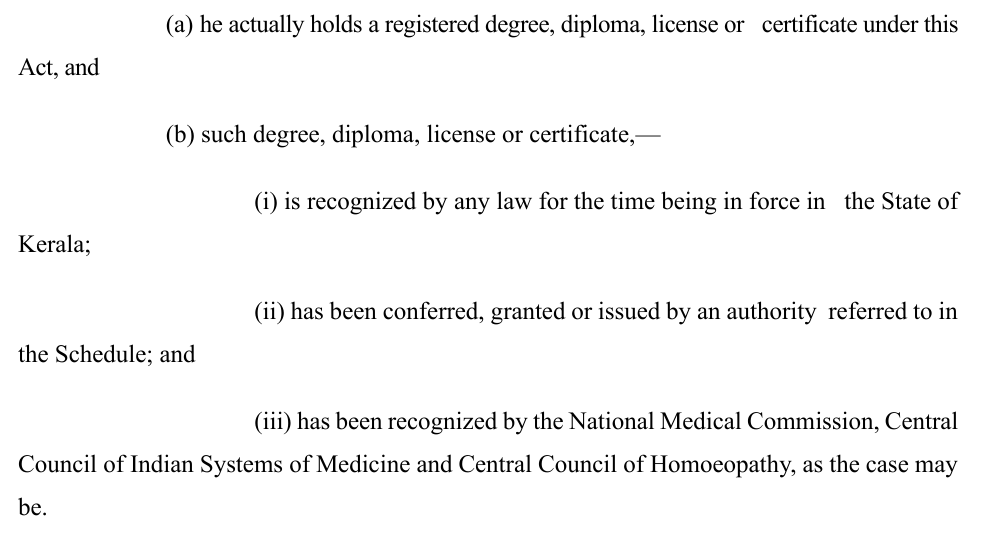 (a) he actually holds a registered degree, diploma, license or certificate under this
Act, and
(b) such degree, diploma, license or certificate,—
(i) is recognized by any law for the time being in force in the State of
Kerala;
(ii) has been conferred, granted or issued by an authority referred to in
the Schedule; and
(iii) has been recognized by the National Medical Commission, Central
Council of Indian Systems of Medicine and Central Council of Homoeopathy, as the case may
be.